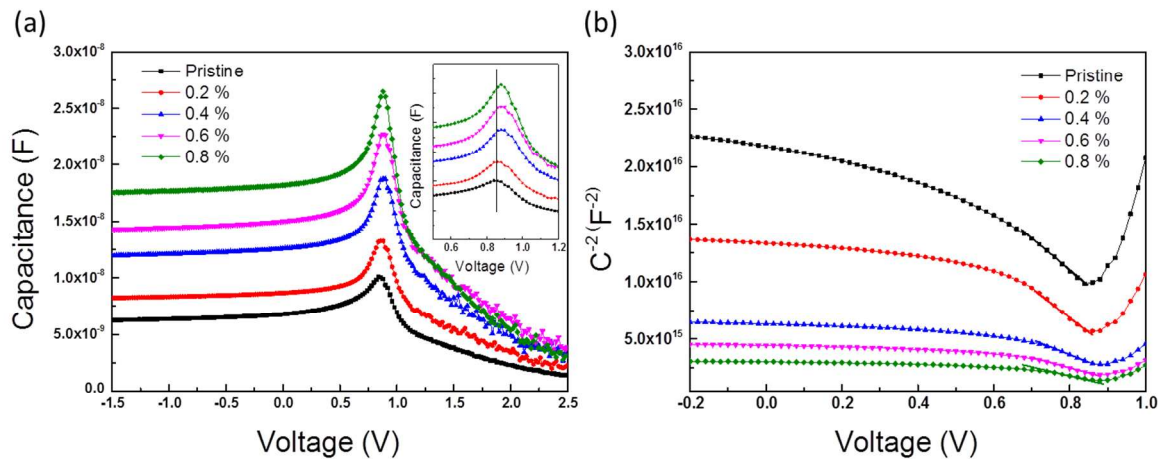 (a)
3.0x10⁻⁸
2.5x10⁻⁸
2.0x10⁻⁸
1.5x10⁻⁸
1.0x10⁻⁸
5.0x10⁻⁹
0.0
Capacitance (F)
Pristine
0.2 %
0.4 %
0.6 %
0.8 %
Capacitance (F)
0.6 0.8 1.0 1.2
Voltage (V)
-1.5 -1.0 -0.5 0.0 0.5 1.0 1.5 2.0 2.5
Voltage (V)
(b)
3.0x10¹⁶
2.5x10¹⁶
2.0x10¹⁶
1.5x10¹⁶
1.0x10¹⁶
5.0x10¹⁵
C⁻² (F⁻²)
Pristine
0.2 %
0.4 %
0.6 %
0.8 %
-0.2 0.0 0.2 0.4 0.6 0.8 1.0
Voltage (V)